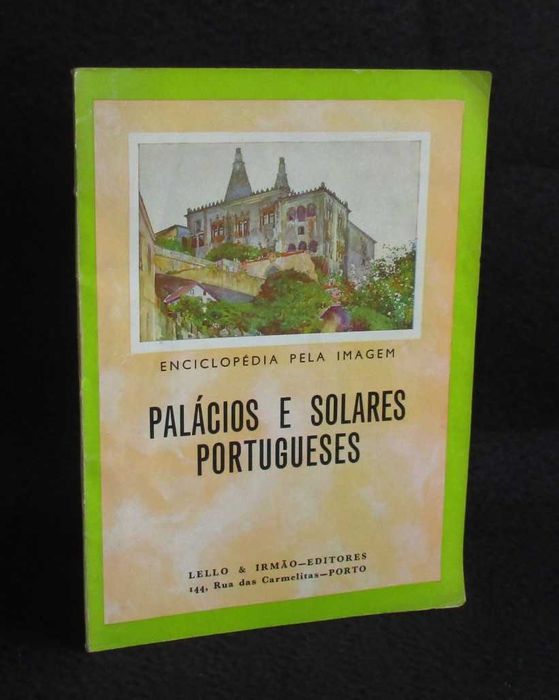 ENCICLOPÉDIA PELA IMAGEM
PALÁCIOS E SOLARES
PORTUGUESES
LELLO & IRMÃO—EDITORES
144, Rua das Carmelitas—PORTO